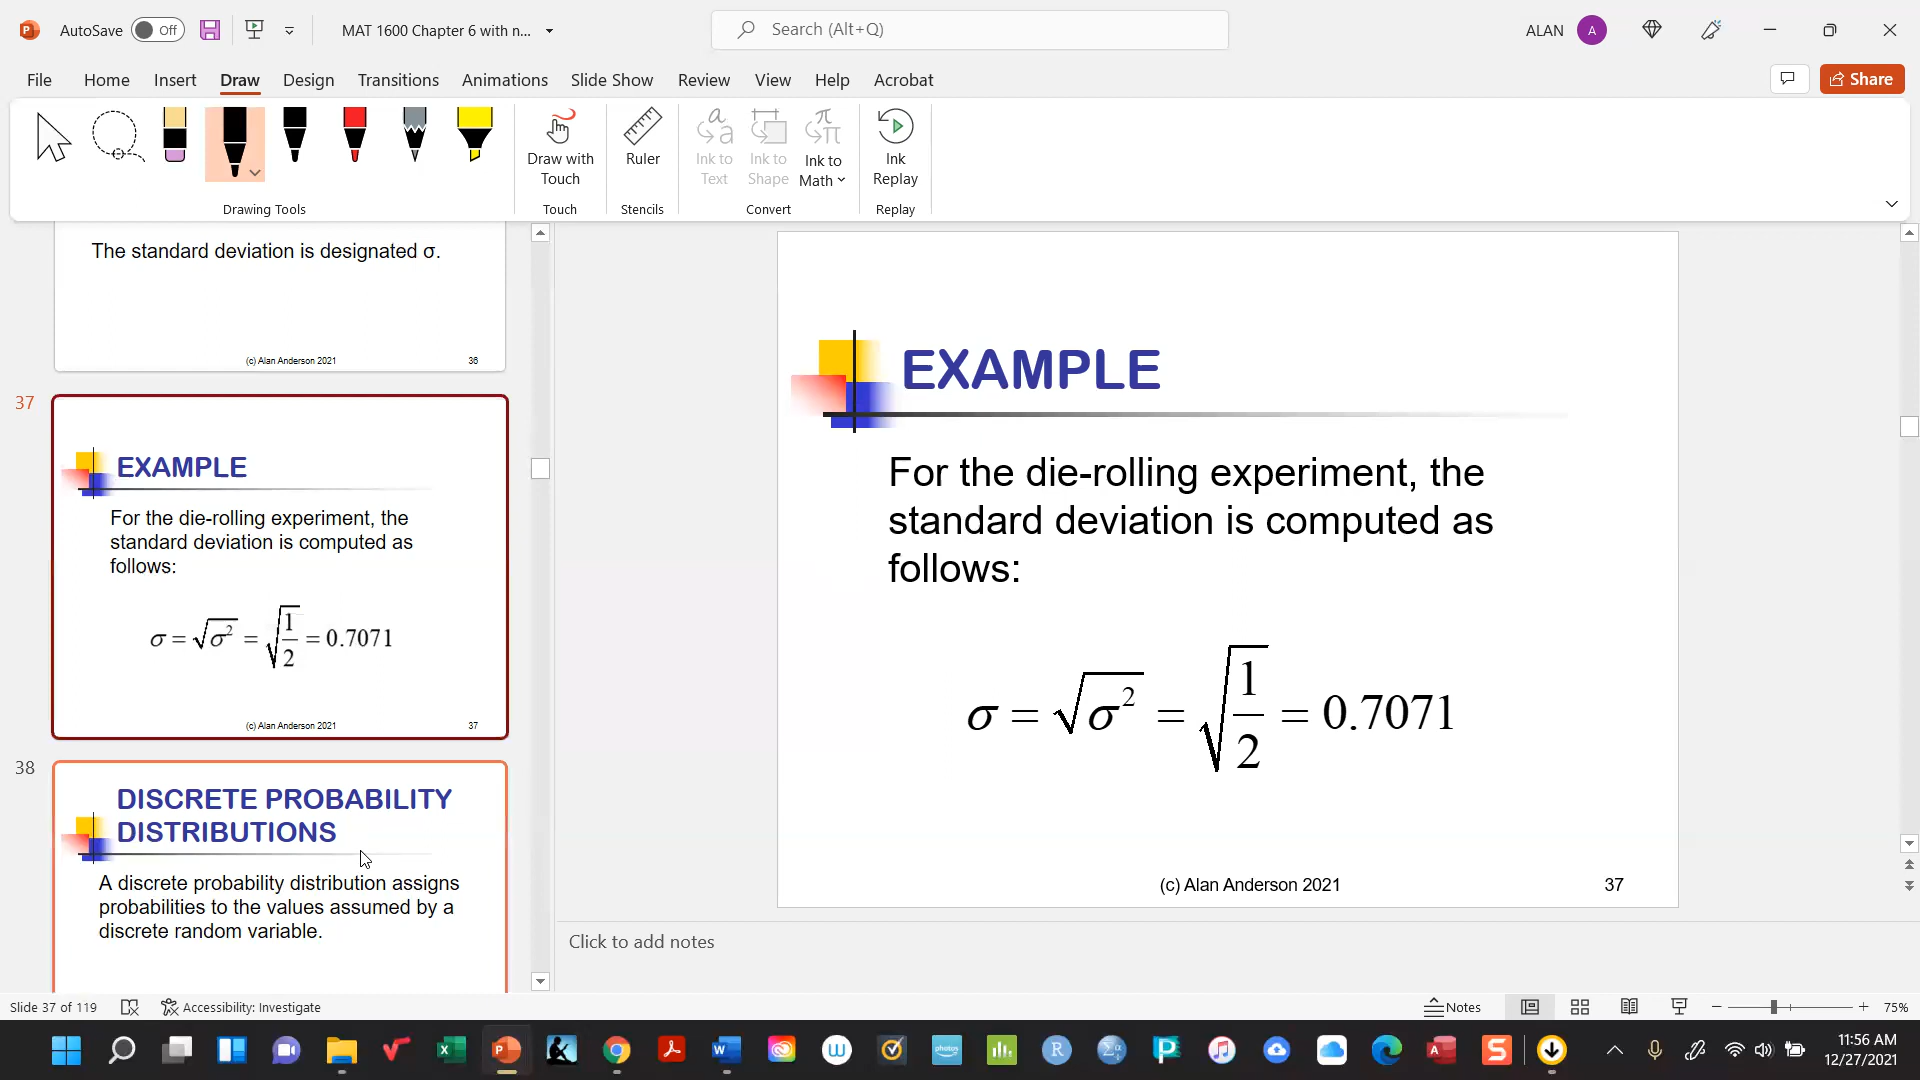 AutoSave Off MAT 1600 Chapter 6 with n... Search (Alt+Q) ALAN A
File Home Insert Draw Design Transitions Animations Slide Show Review View Help Acrobat Share
Draw with Touch
Ruler
Ink to Text
Ink to Shape
Ink to Math
Ink Replay
Drawing Tools Touch Stencils Convert Replay
The standard deviation is designated σ.
(c) Alan Anderson 2021 36
37
EXAMPLE
For the die-rolling experiment, the
standard deviation is computed as
follows:
σ = √σ² = √(1/2) = 0.7071
(c) Alan Anderson 2021 37
38
DISCRETE PROBABILITY
DISTRIBUTIONS
A discrete probability distribution assigns
probabilities to the values assumed by a
discrete random variable.
EXAMPLE
For the die-rolling experiment, the
standard deviation is computed as
follows:
σ = √σ² = √(1/2) = 0.7071
(c) Alan Anderson 2021 37
Click to add notes
Slide 37 of 119 Accessibility: Investigate Notes 75%
11:56 AM
12/27/2021